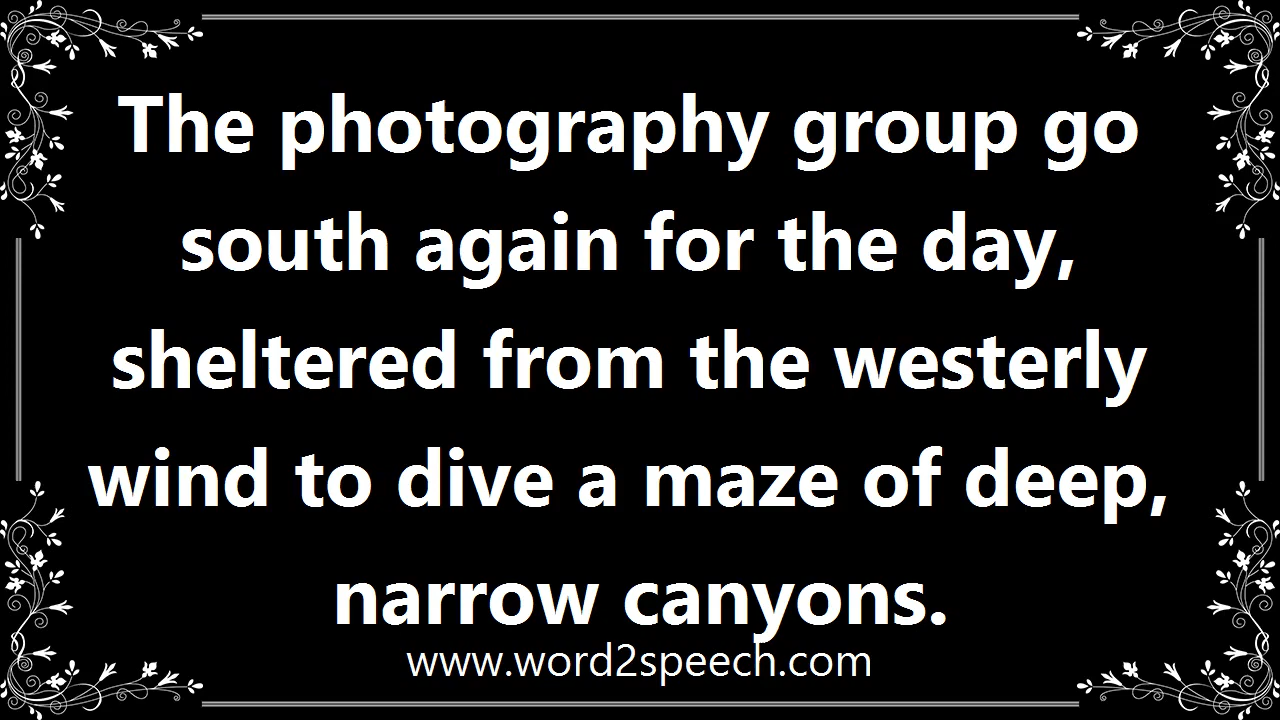 The photography group go
south again for the day,
sheltered from the westerly
wind to dive a maze of deep,
narrow canyons.
www.word2speech.com